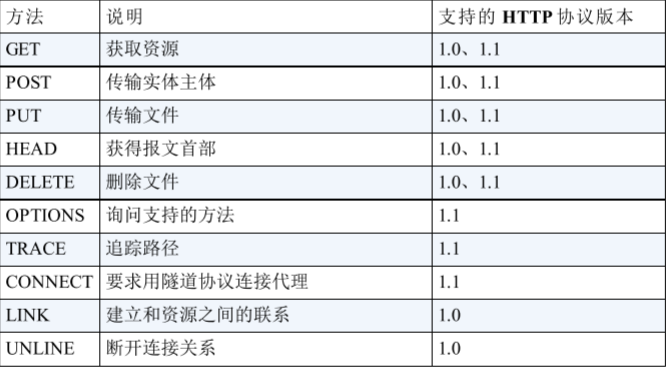 方法 说明 支持的 HTTP 协议版本
GET 获取资源 1.0、1.1
POST 传输实体主体 1.0、1.1
PUT 传输文件 1.0、1.1
HEAD 获得报文首部 1.0、1.1
DELETE 删除文件 1.0、1.1
OPTIONS 询问支持的方法 1.1
TRACE 追踪路径 1.1
CONNECT 要求用隧道协议连接代理 1.1
LINK 建立和资源之间的联系 1.0
UNLINE 断开连接关系 1.0